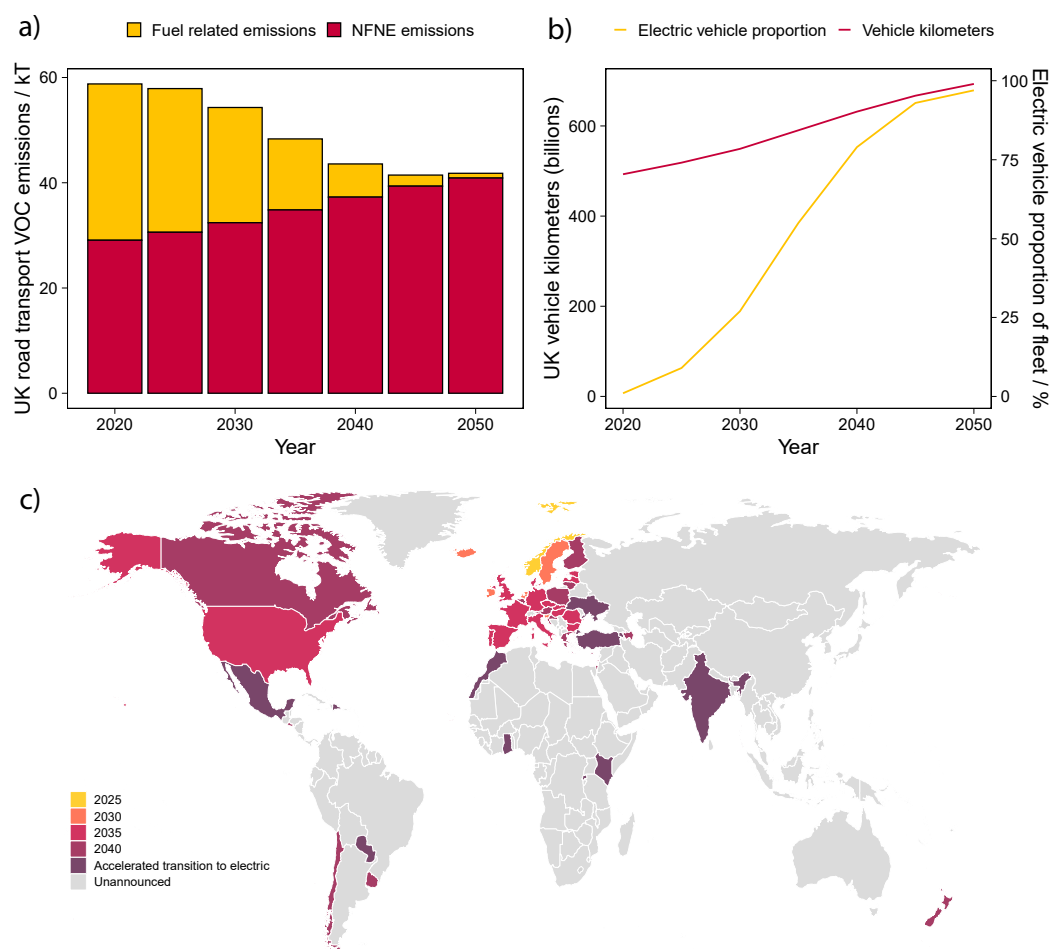 a)
Fuel related emissions
NFNE emissions
UK road transport VOC emissions / kT
60
40
20
0
2020
2030
2040
2050
Year
b)
Electric vehicle proportion
Vehicle kilometers
UK vehicle kilometers (billions)
600
400
200
0
100
75
50
25
0
Electric vehicle proportion of fleet / %
2020
2030
2040
2050
Year
c)
2025
2030
2035
2040
Accelerated transition to electric
Unannounced